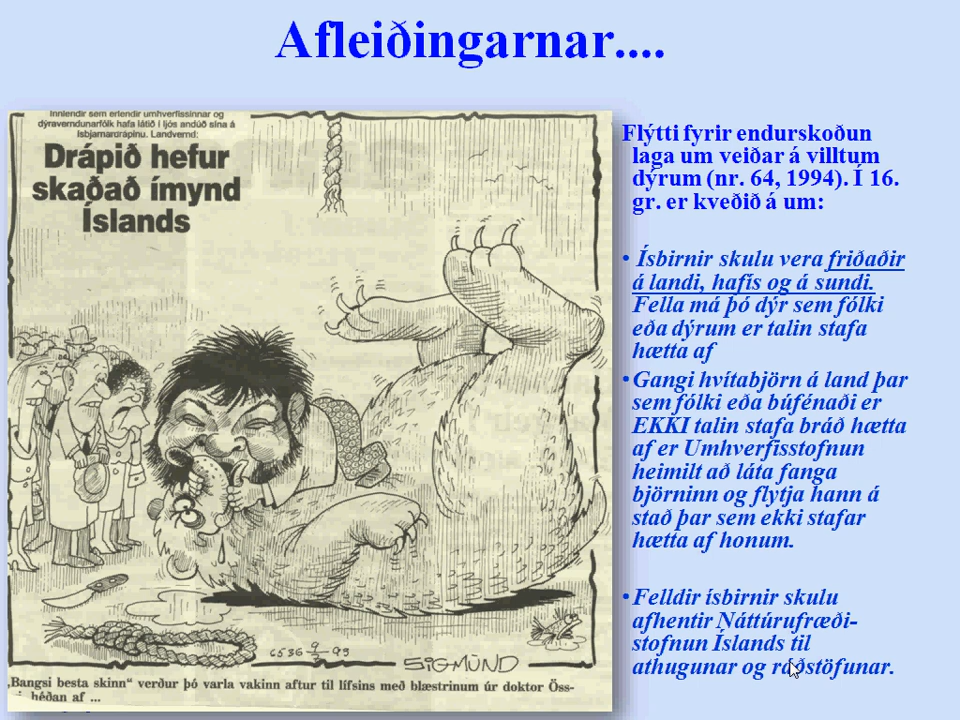 Afleiðingarnar....
Innlendir sem erlendir umhverfissinnar og
dýraverndunarfólk hafa látið í ljós andúð sína á
ísbjarnardrápinu. Landvernd:
Drápið hefur
skaðað ímynd
Íslands
6536 9/7-93
SIGMÜND
„Bangsi besta skinn" verður þó varla vakinn aftur til lífsins með blæstrinum úr doktor Öss-
i héðan af ...
Flýtti fyrir endurskoðun
laga um veiðar á villtum
dýrum (nr. 64, 1994). Í 16.
gr. er kveðið á um:
• Ísbirnir skulu vera friðaðir
á landi, hafís og á sundi.
Fella má þó dýr sem fólki
eða dýrum er talin stafa
hætta af
• Gangi hvítabjörn á land þar
sem fólki eða búfénaði er
EKKI talin stafa bráð hætta
af er Umhverfisstofnun
heimilt að láta fanga
björninn og flytja hann á
stað þar sem ekki stafar
hætta af honum.
• Felldir ísbirnir skulu
afhentir Náttúrufræði-
stofnun Íslands til
athugunar og ráðstöfunar.